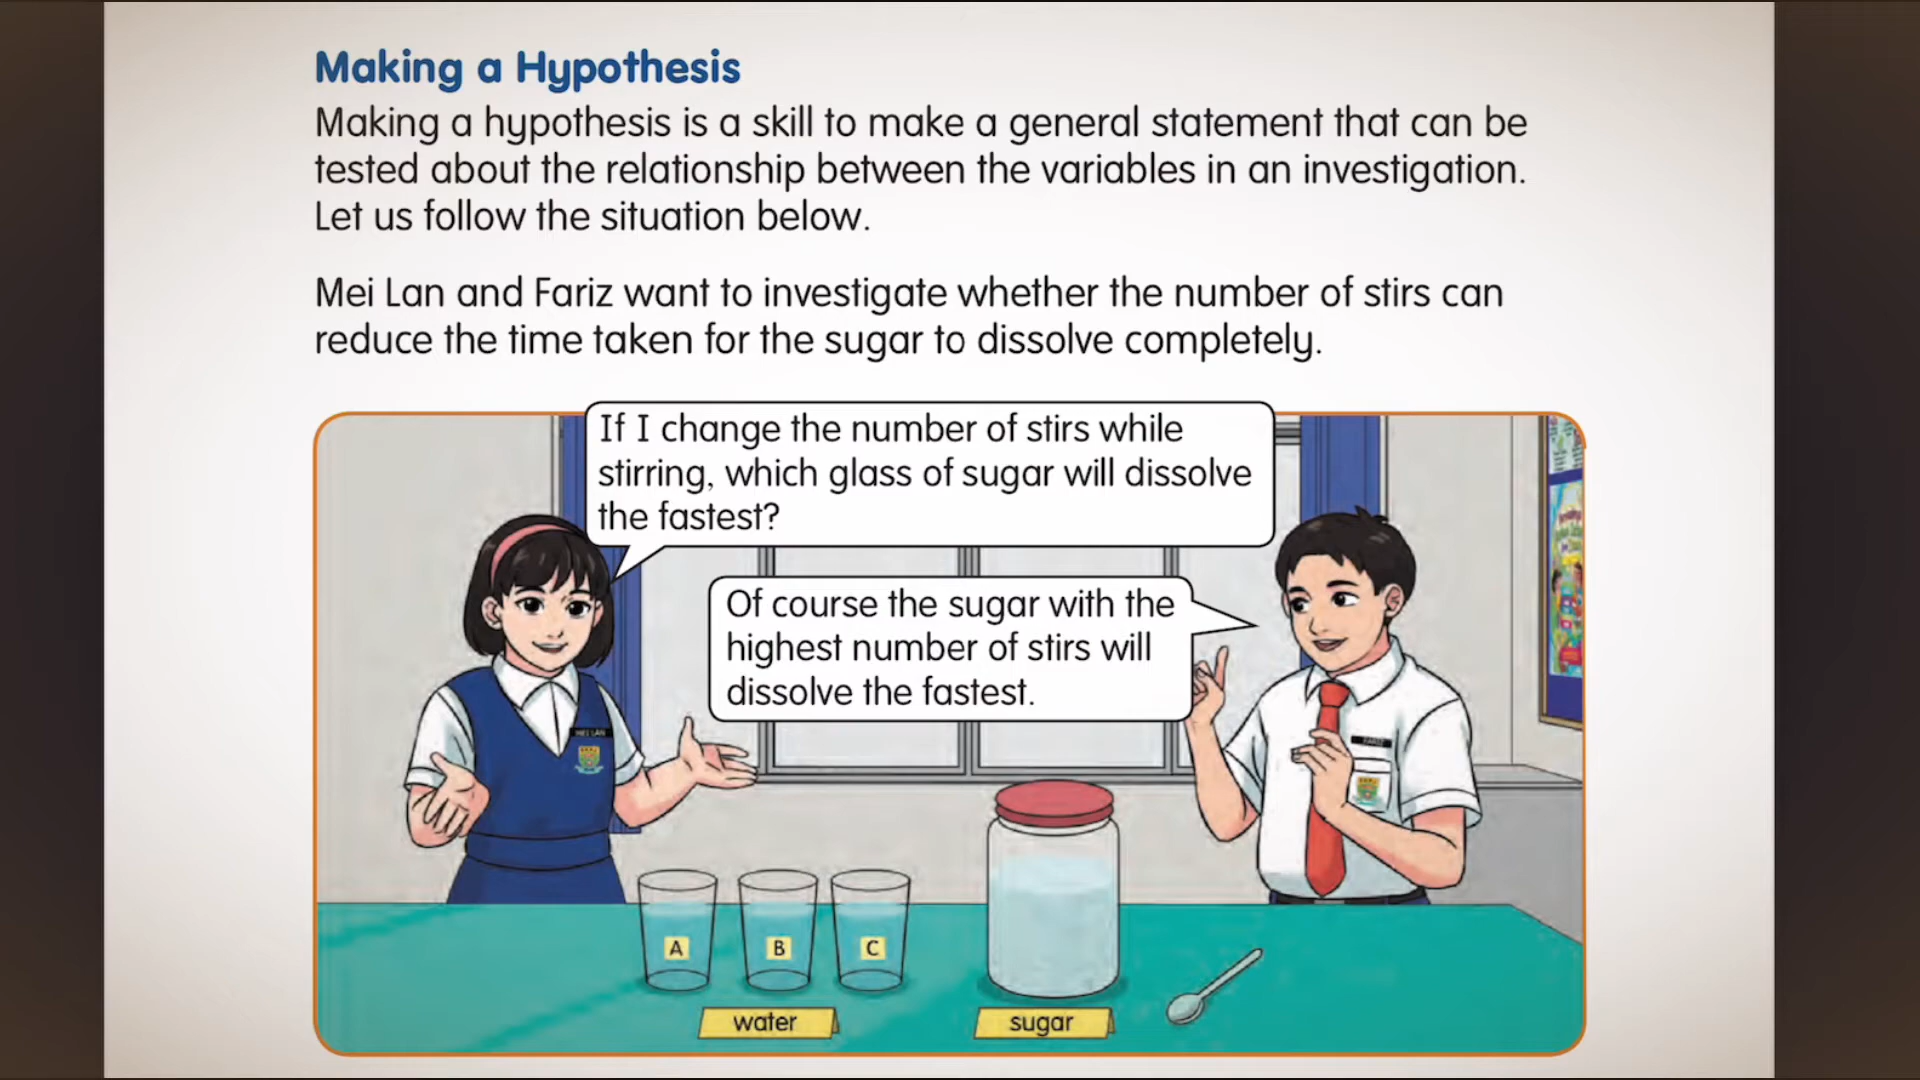 Making a Hypothesis
Making a hypothesis is a skill to make a general statement that can be
tested about the relationship between the variables in an investigation.
Let us follow the situation below.
Mei Lan and Fariz want to investigate whether the number of stirs can
reduce the time taken for the sugar to dissolve completely.
If I change the number of stirs while
stirring, which glass of sugar will dissolve
the fastest?
Of course the sugar with the
highest number of stirs will
dissolve the fastest.
MEI LAN
FARIZ
A
B
C
water
sugar